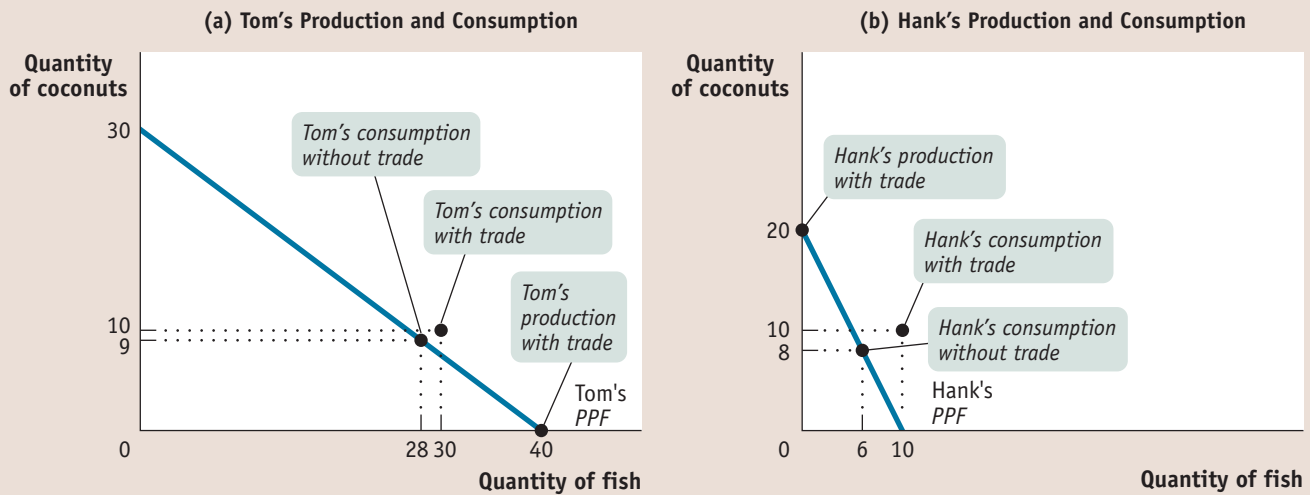 (a) Tom's Production and Consumption
Quantity
of coconuts
30
10
9
0
28 30
40
Quantity of fish
Tom's consumption
without trade
Tom's consumption
with trade
Tom's
production
with trade
Tom's
PPF
(b) Hank's Production and Consumption
Quantity
of coconuts
20
10
8
0
6
10
Quantity of fish
Hank's production
with trade
Hank's consumption
with trade
Hank's consumption
without trade
Hank's
PPF